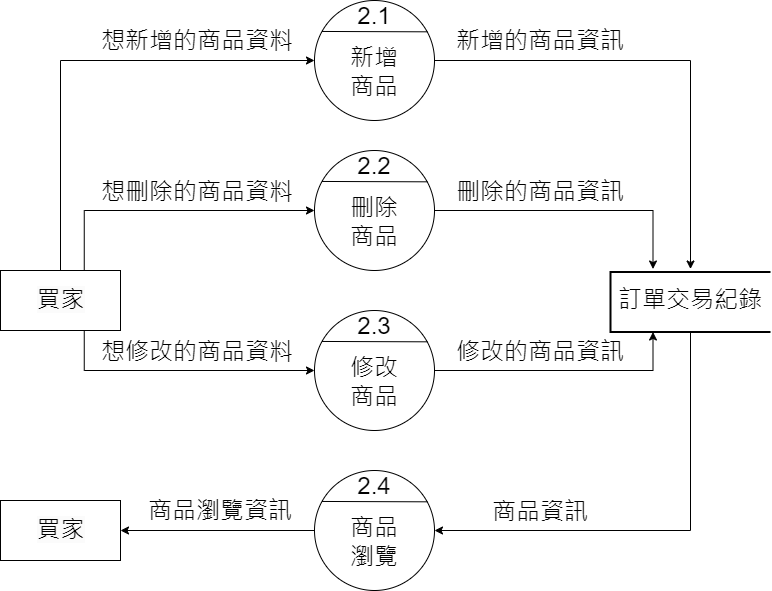 2.1
想新增的商品資料
新增的商品資訊
新增
商品
2.2
想刪除的商品資料
刪除的商品資訊
刪除
商品
買家
訂單交易紀錄
2.3
想修改的商品資料
修改的商品資訊
修改
商品
2.4
商品瀏覽資訊
商品資訊
買家
商品
瀏覽